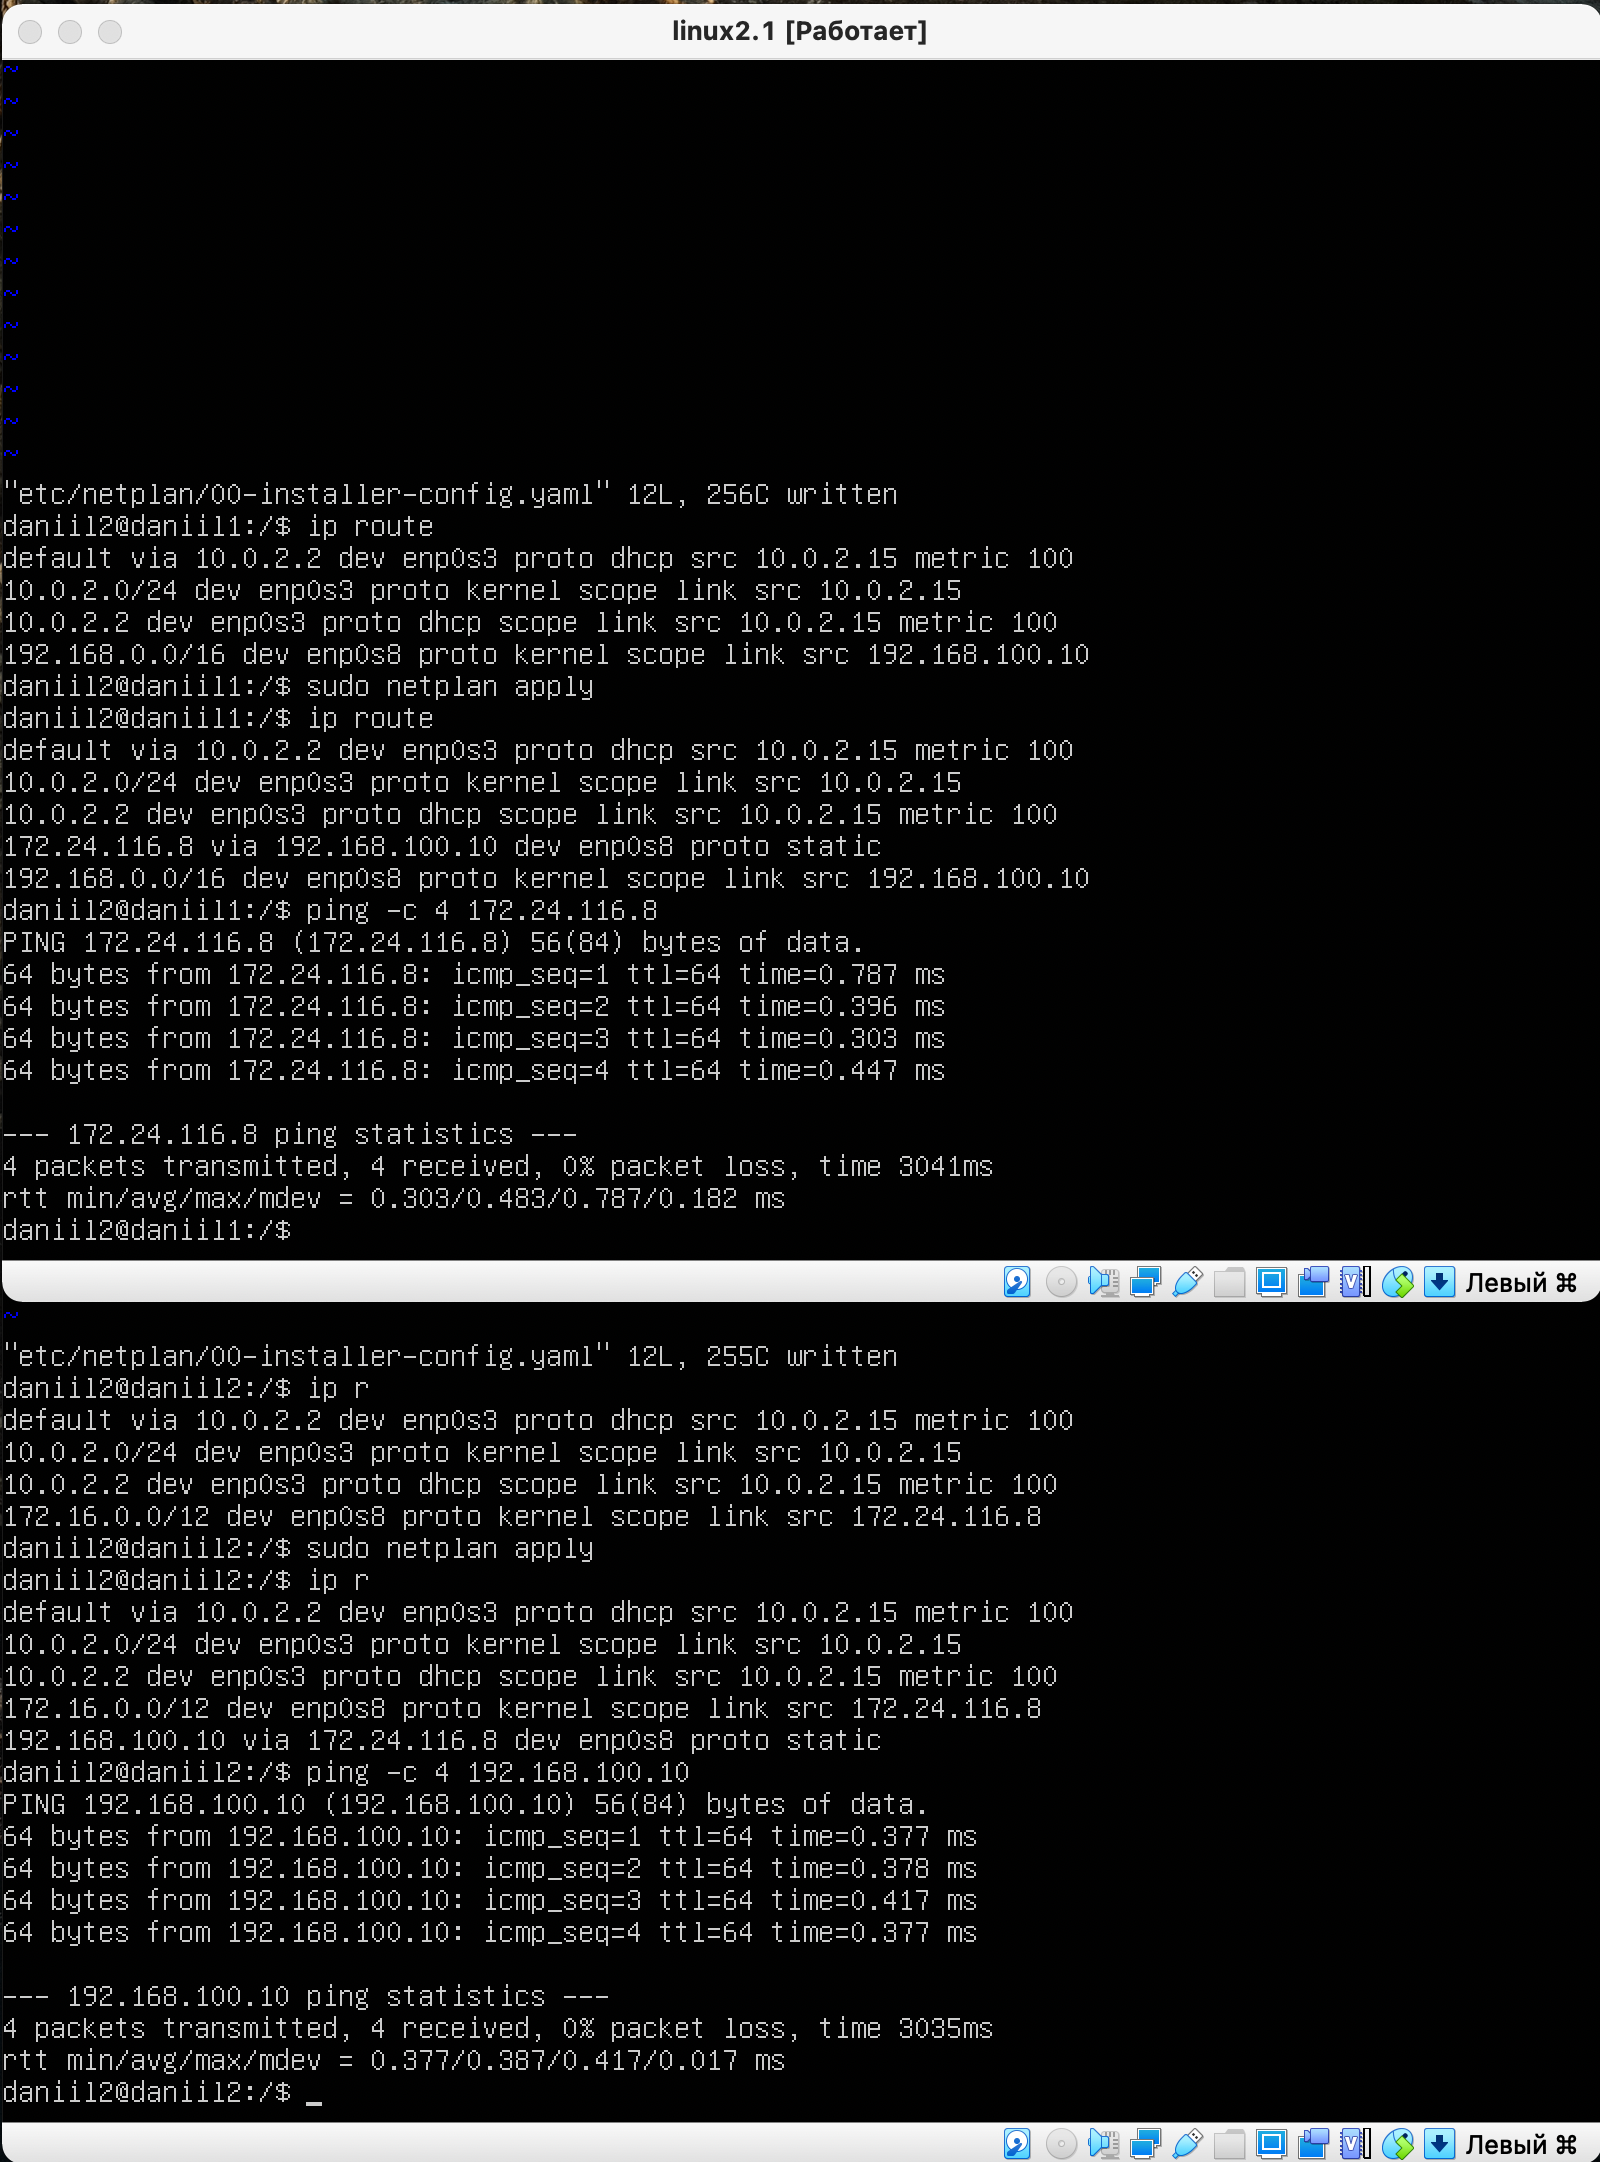 linux2.1 [Работает]
~
~
~
~
~
~
~
~
~
~
~
~
~
"etc/netplan/00-installer-config.yaml" 12L, 256C written
daniil2@daniil1:/$ ip route
default via 10.0.2.2 dev enp0s3 proto dhcp src 10.0.2.15 metric 100
10.0.2.0/24 dev enp0s3 proto kernel scope link src 10.0.2.15
10.0.2.2 dev enp0s3 proto dhcp scope link src 10.0.2.15 metric 100
192.168.0.0/16 dev enp0s8 proto kernel scope link src 192.168.100.10
daniil2@daniil1:/$ sudo netplan apply
daniil2@daniil1:/$ ip route
default via 10.0.2.2 dev enp0s3 proto dhcp src 10.0.2.15 metric 100
10.0.2.0/24 dev enp0s3 proto kernel scope link src 10.0.2.15
10.0.2.2 dev enp0s3 proto dhcp scope link src 10.0.2.15 metric 100
172.24.116.8 via 192.168.100.10 dev enp0s8 proto static
192.168.0.0/16 dev enp0s8 proto kernel scope link src 192.168.100.10
daniil2@daniil1:/$ ping -c 4 172.24.116.8
PING 172.24.116.8 (172.24.116.8) 56(84) bytes of data.
64 bytes from 172.24.116.8: icmp_seq=1 ttl=64 time=0.787 ms
64 bytes from 172.24.116.8: icmp_seq=2 ttl=64 time=0.396 ms
64 bytes from 172.24.116.8: icmp_seq=3 ttl=64 time=0.303 ms
64 bytes from 172.24.116.8: icmp_seq=4 ttl=64 time=0.447 ms
--- 172.24.116.8 ping statistics ---
4 packets transmitted, 4 received, 0% packet loss, time 3041ms
rtt min/avg/max/mdev = 0.303/0.483/0.787/0.182 ms
daniil2@daniil1:/$
Левый ⌘
~
"etc/netplan/00-installer-config.yaml" 12L, 255C written
daniil2@daniil2:/$ ip r
default via 10.0.2.2 dev enp0s3 proto dhcp src 10.0.2.15 metric 100
10.0.2.0/24 dev enp0s3 proto kernel scope link src 10.0.2.15
10.0.2.2 dev enp0s3 proto dhcp scope link src 10.0.2.15 metric 100
172.16.0.0/12 dev enp0s8 proto kernel scope link src 172.24.116.8
daniil2@daniil2:/$ sudo netplan apply
daniil2@daniil2:/$ ip r
default via 10.0.2.2 dev enp0s3 proto dhcp src 10.0.2.15 metric 100
10.0.2.0/24 dev enp0s3 proto kernel scope link src 10.0.2.15
10.0.2.2 dev enp0s3 proto dhcp scope link src 10.0.2.15 metric 100
172.16.0.0/12 dev enp0s8 proto kernel scope link src 172.24.116.8
192.168.100.10 via 172.24.116.8 dev enp0s8 proto static
daniil2@daniil2:/$ ping -c 4 192.168.100.10
PING 192.168.100.10 (192.168.100.10) 56(84) bytes of data.
64 bytes from 192.168.100.10: icmp_seq=1 ttl=64 time=0.377 ms
64 bytes from 192.168.100.10: icmp_seq=2 ttl=64 time=0.378 ms
64 bytes from 192.168.100.10: icmp_seq=3 ttl=64 time=0.417 ms
64 bytes from 192.168.100.10: icmp_seq=4 ttl=64 time=0.377 ms
--- 192.168.100.10 ping statistics ---
4 packets transmitted, 4 received, 0% packet loss, time 3035ms
rtt min/avg/max/mdev = 0.377/0.387/0.417/0.017 ms
daniil2@daniil2:/$ _
Левый ⌘